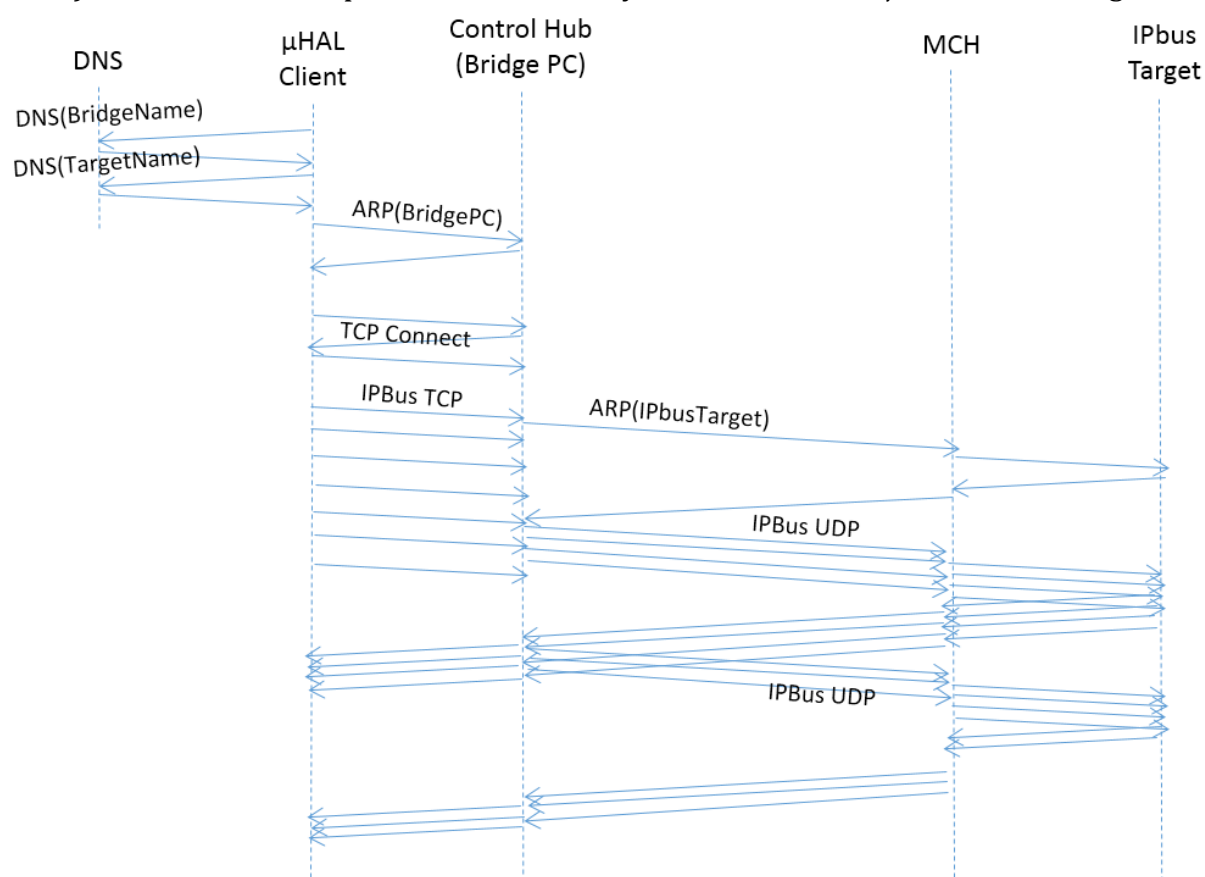 DNS
µHAL
Client
Control Hub
(Bridge PC)
MCH
IPbus
Target
DNS(BridgeName)
DNS(TargetName)
ARP(BridgePC)
TCP Connect
IPBus TCP
ARP(IPbusTarget)
IPBus UDP
IPBus UDP